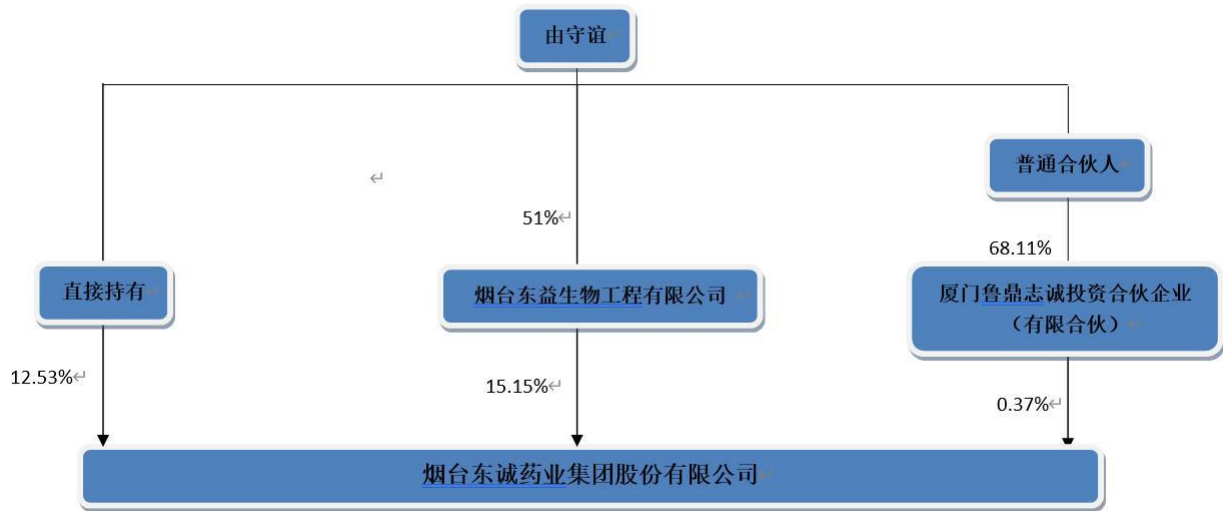 由守谊
普通合伙人
51%
68.11%
直接持有
烟台东益生物工程有限公司
厦门鲁鼎志诚投资合伙企业
（有限合伙）
12.53%
15.15%
0.37%
烟台东诚药业集团股份有限公司